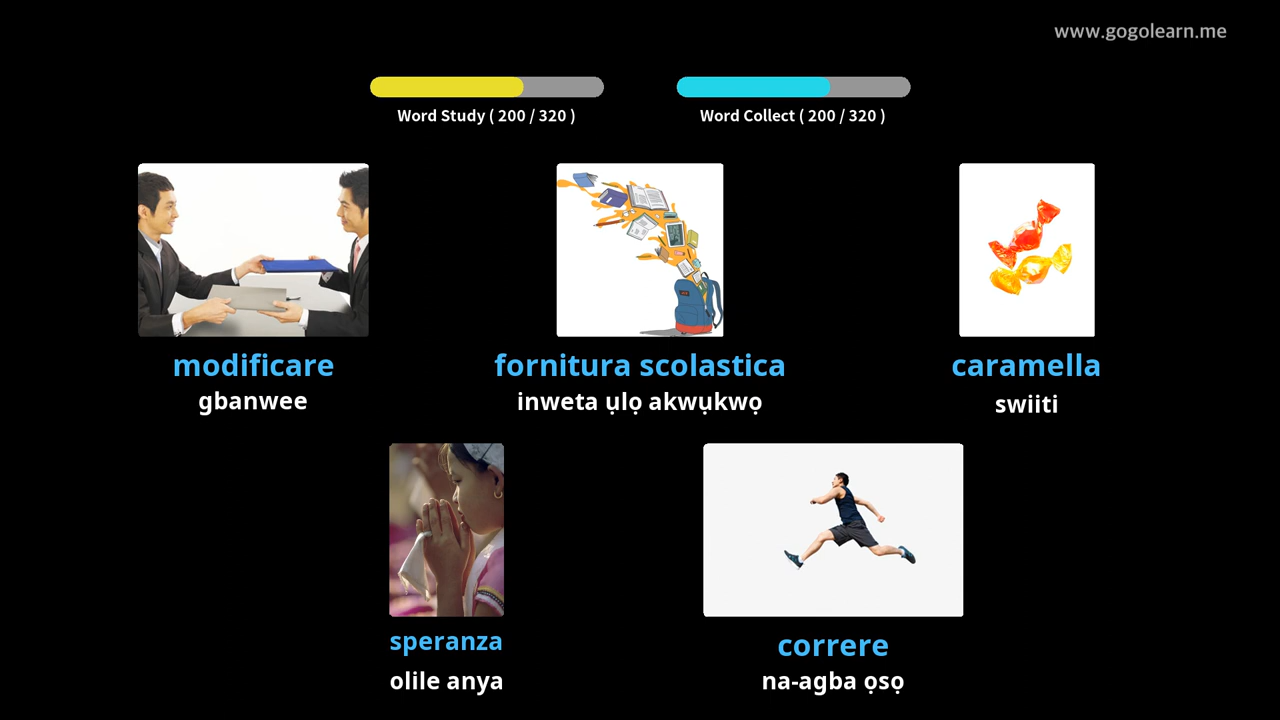 www.gogolearn.me
Word Study ( 200 / 320 )
Word Collect ( 200 / 320 )
modificare
gbanwee
fornitura scolastica
inweta ụlọ akwụkwọ
caramella
swiiti
speranza
olile anya
correre
na-agba ọsọ